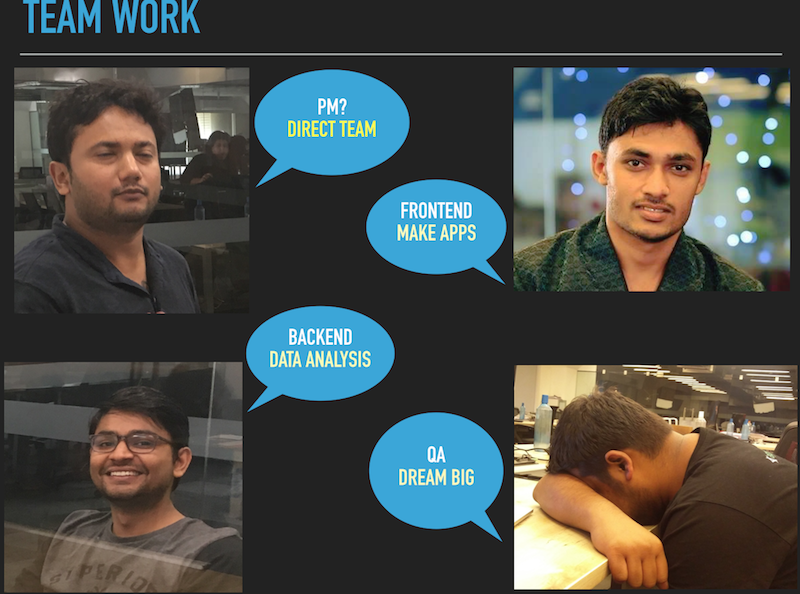 TEAM WORK
PM?
DIRECT TEAM
FRONTEND
MAKE APPS
BACKEND
DATA ANALYSIS
QA
DREAM BIG